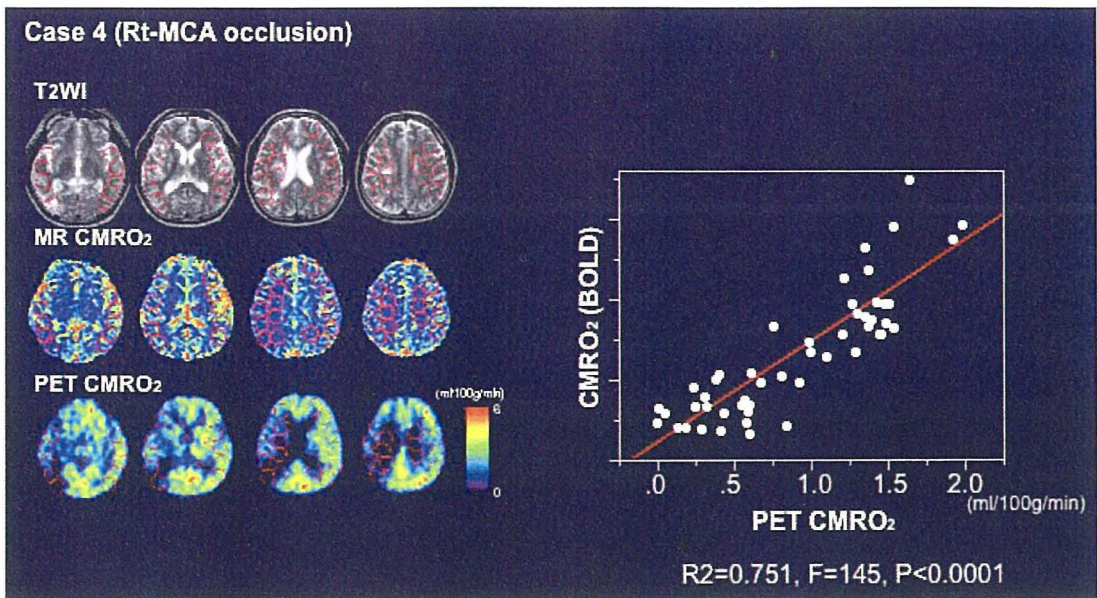 Case 4 (Rt-MCA occlusion)
T2WI
MR CMRO2
PET CMRO2
(ml/100g/min)
6
0
CMRO2 (BOLD)
.0 .5 1.0 1.5 2.0
(ml/100g/min)
PET CMRO2
R2=0.751, F=145, P<0.0001